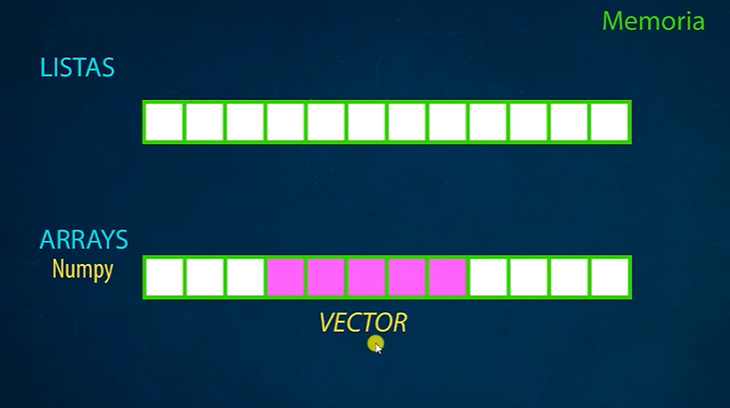 Memoria
LISTAS
ARRAYS
Numpy
VECTOR